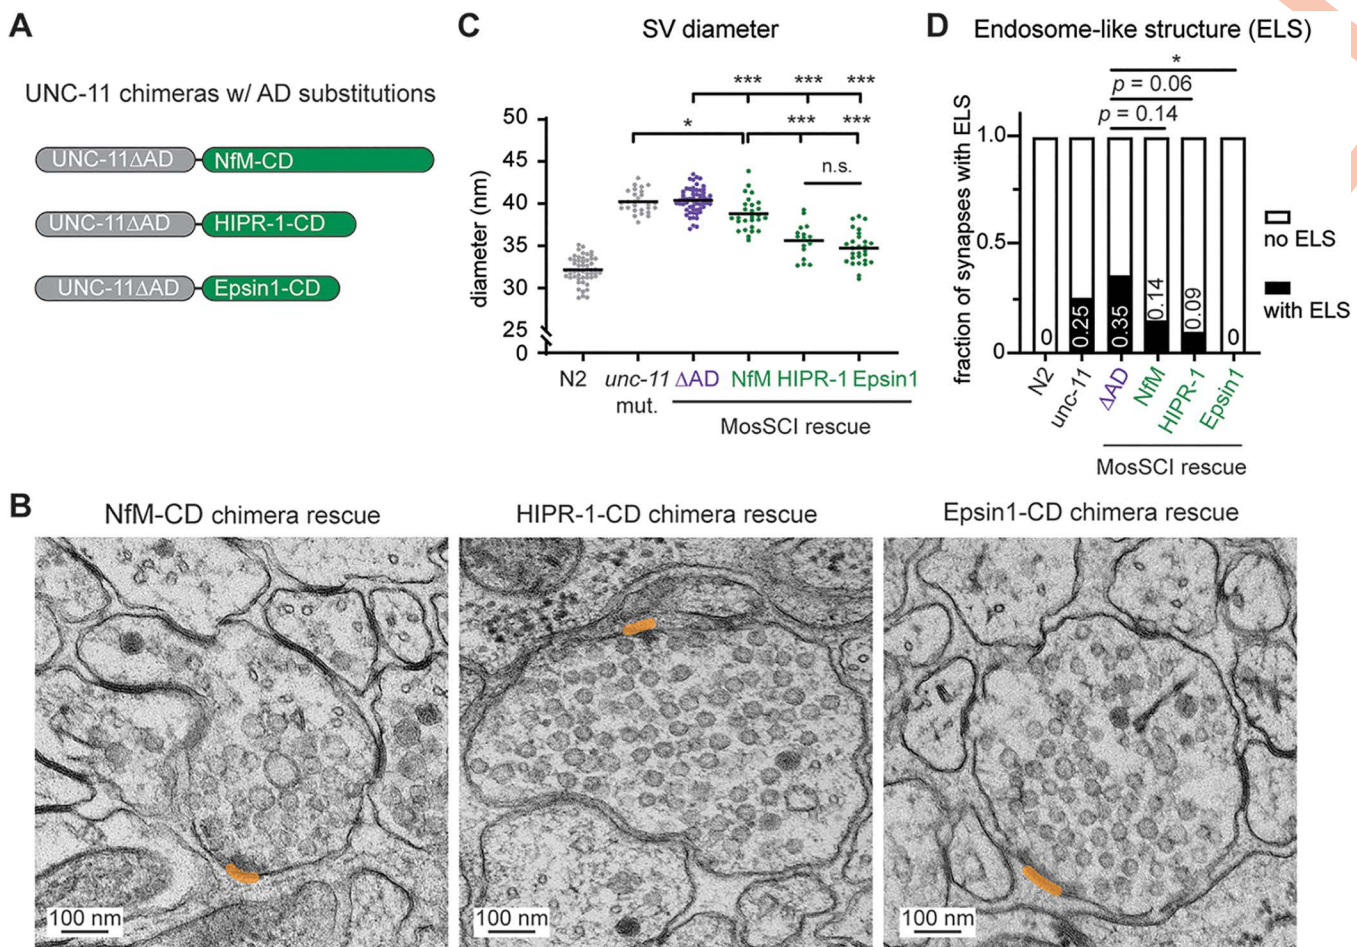 A
UNC-11 chimeras w/ AD substitutions
UNC-11ΔAD NfM-CD
UNC-11ΔAD HIPR-1-CD
UNC-11ΔAD Epsin1-CD
C
SV diameter
*** *** ***
* *** ***
n.s.
diameter (nm)
50
45
40
35
30
25
0
N2 unc-11 mut. ΔAD NfM HIPR-1 Epsin1
MosSCI rescue
D
Endosome-like structure (ELS)
*
p = 0.06
p = 0.14
fraction of synapses with ELS
1.0
0.5
0
0 0.25 0.35 0.14 0.09 0
no ELS
with ELS
N2 unc-11 ΔAD NfM HIPR-1 Epsin1
MosSCI rescue
B
NfM-CD chimera rescue
HIPR-1-CD chimera rescue
Epsin1-CD chimera rescue
100 nm
100 nm
100 nm